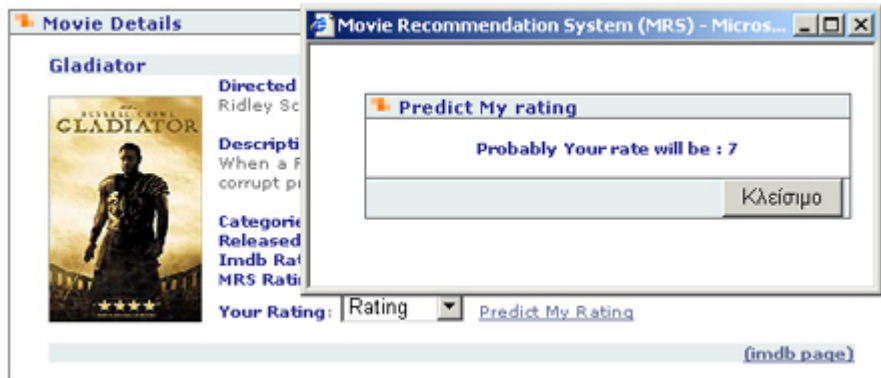 Movie Details
Gladiator
RUSSELL CROWE
GLADIATOR
Directed
Ridley Sc
Descripti
When a
corrupt
Categorie
Released
Imdb Rat
MRS Rati
Your Rating: Rating Predict My Rating
(imdb page)
Movie Recommendation System (MRS) - Micros...
Predict My rating
Probably Your rate will be : 7
Κλείσιμο